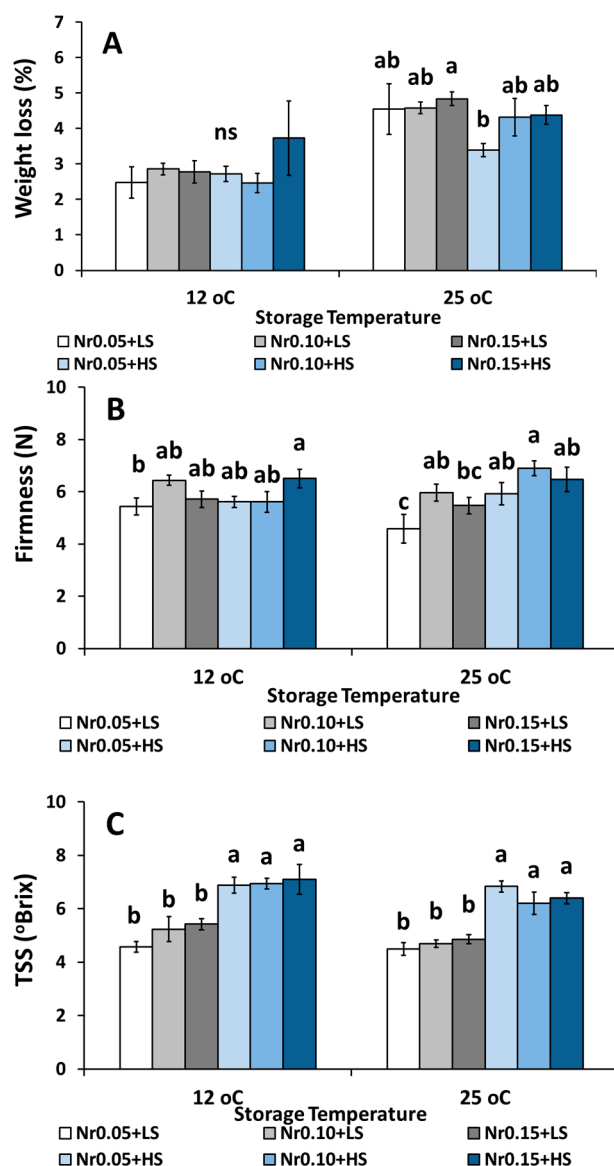 A
7
6
5
4
3
2
1
0
Weight loss (%)
ns
ab ab a b ab ab
12 oC 25 oC
Storage Temperature
Nr0.05+LS Nr0.10+LS Nr0.15+LS
Nr0.05+HS Nr0.10+HS Nr0.15+HS
B
10
8
6
4
2
0
Firmness (N)
b ab ab ab ab a
c ab bc ab a ab
12 oC 25 oC
Storage Temperature
Nr0.05+LS Nr0.10+LS Nr0.15+LS
Nr0.05+HS Nr0.10+HS Nr0.15+HS
C
10
8
6
4
2
0
TSS (ºBrix)
b b b a a a
b b b a a a
12 oC 25 oC
Storage Temperature
Nr0.05+LS Nr0.10+LS Nr0.15+LS
Nr0.05+HS Nr0.10+HS Nr0.15+HS